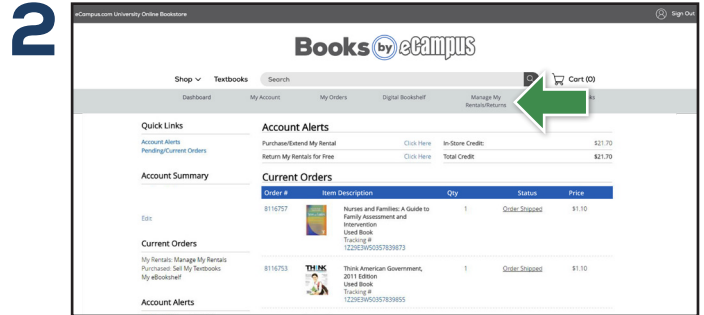 2
eCampus.com University Online Bookstore
Sign Out
Books by eCampus
Shop Textbooks Search Cart (0)
Dashboard My Account My Orders Digital Bookshelf Manage My
Rentals/Returns
Quick Links
Account Alerts
Pending/Current Orders
Account Summary
Edit
Current Orders
My Rentals: Manage My Rentals
Purchased: Sell My Textbooks
My eBookshelf
Account Alerts
Account Alerts
Purchase/Extend My Rental Click Here In-Store Credit: $21.70
Return My Rentals for Free Click Here Total Credit $21.70
Current Orders
Order # Item Description Qty Status Price
8116757 Nurses and Families: A Guide to 1 Order Shipped $1.10
Family Assessment and
Intervention
Used Book
Tracking #
1Z29E3W50357839873
8116753 THINK Think American Government, 1 Order Shipped $1.10
2011 Edition
Used Book
Tracking #
1Z29E3W50357839855